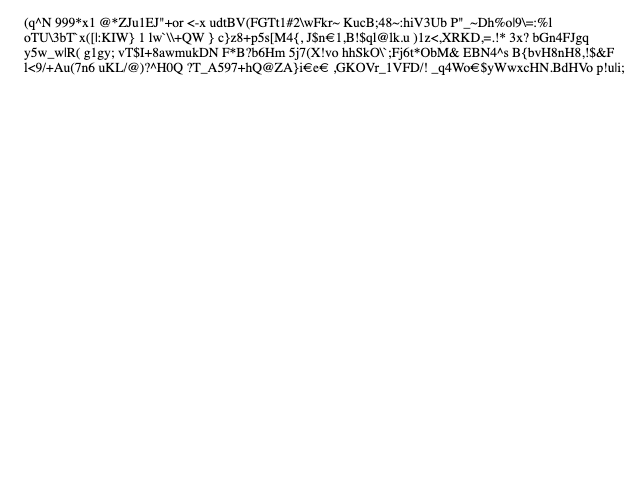 (q^N 999*x1 @*ZJu1EJ"+or <-x udtBV(FGTt1#2\wFkr~ KucB;48~:hiV3Ub P"_~Dh%o|9\=:%l
oTU\3bT`x([|!:KIW} 1 lw`\\+QW } c}z8+p5s[M4{, J$n€1,B!$ql@lk.u )1z<,XRKD,=.!* 3x? bGn4FJgq
y5w_w|R( g1gy; vT$I+8awmukDN F*B?b6Hm 5j7(X!vo hhSkO\`;Fj6t*ObM& EBN4^s B{bvH8nH8,!$&F
l<9/+Au(7n6 uKL/@)?^H0Q ?T_A597+hQ@ZA}i€e€ ,GKOVr_1VFD/! _q4Wo€$yWwxcHN.BdHVo p!uli;